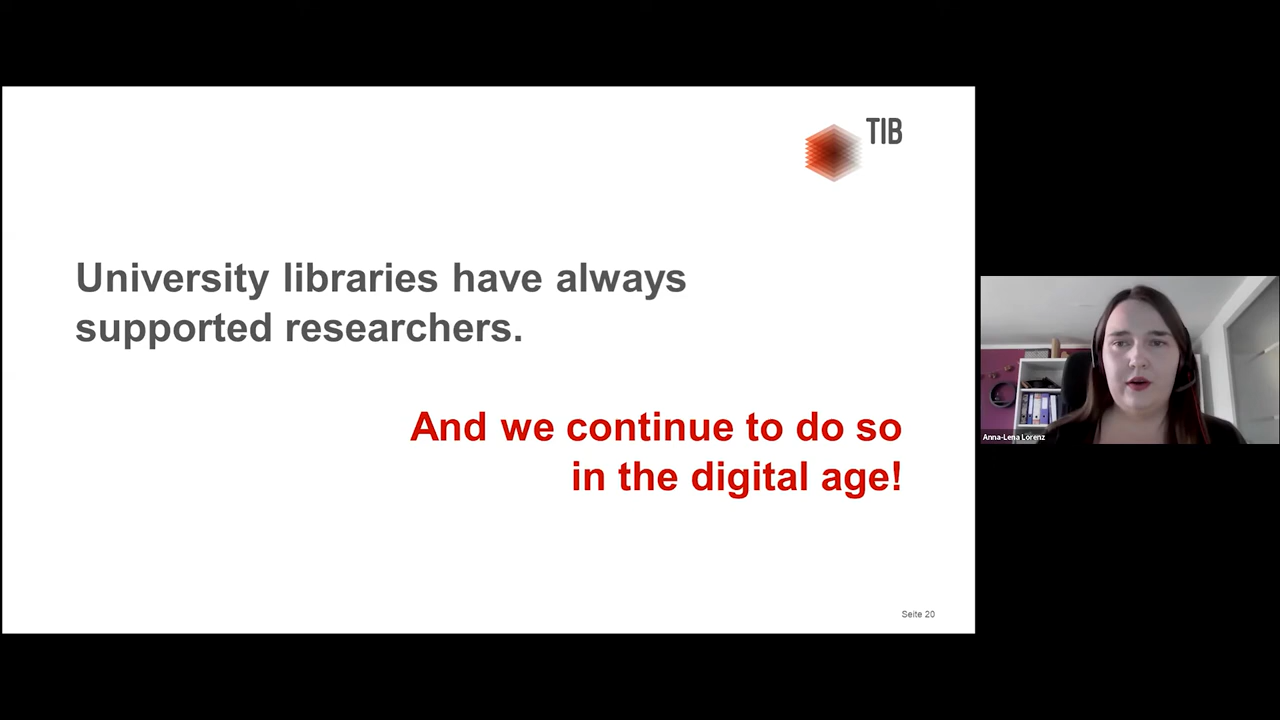 TIB
University libraries have always
supported researchers.
And we continue to do so
in the digital age!
Seite 20
Anna-Lena Lorenz